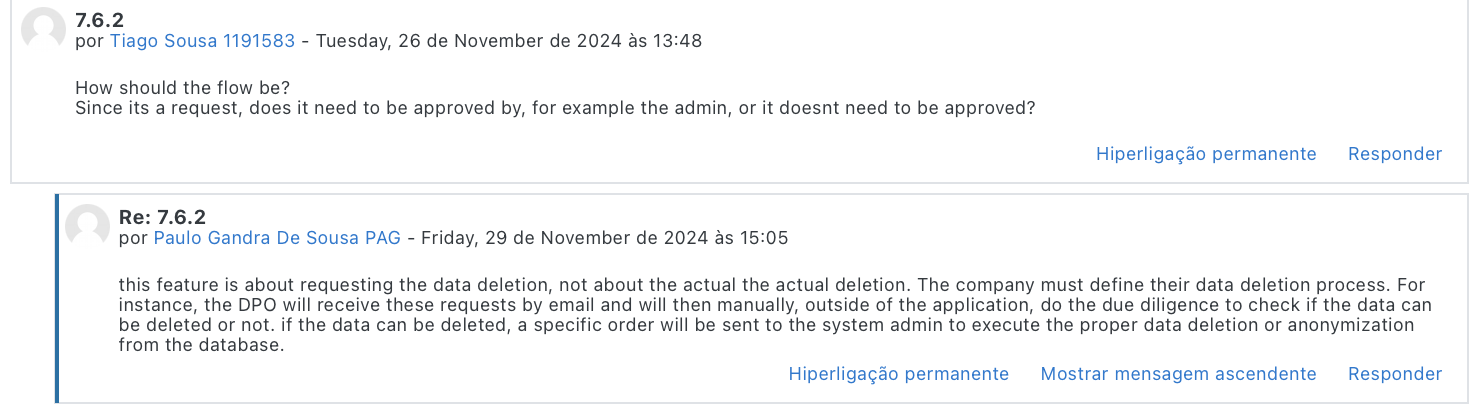 7.6.2
por Tiago Sousa 1191583 - Tuesday, 26 de November de 2024 às 13:48
How should the flow be?
Since its a request, does it need to be approved by, for example the admin, or it doesnt need to be approved?
Hiperligação permanente Responder
Re: 7.6.2
por Paulo Gandra De Sousa PAG - Friday, 29 de November de 2024 às 15:05
this feature is about requesting the data deletion, not about the actual the actual deletion. The company must define their data deletion process. For
instance, the DPO will receive these requests by email and will then manually, outside of the application, do the due diligence to check if the data can
be deleted or not. if the data can be deleted, a specific order will be sent to the system admin to execute the proper data deletion or anonymization
from the database.
Hiperligação permanente Mostrar mensagem ascendente Responder